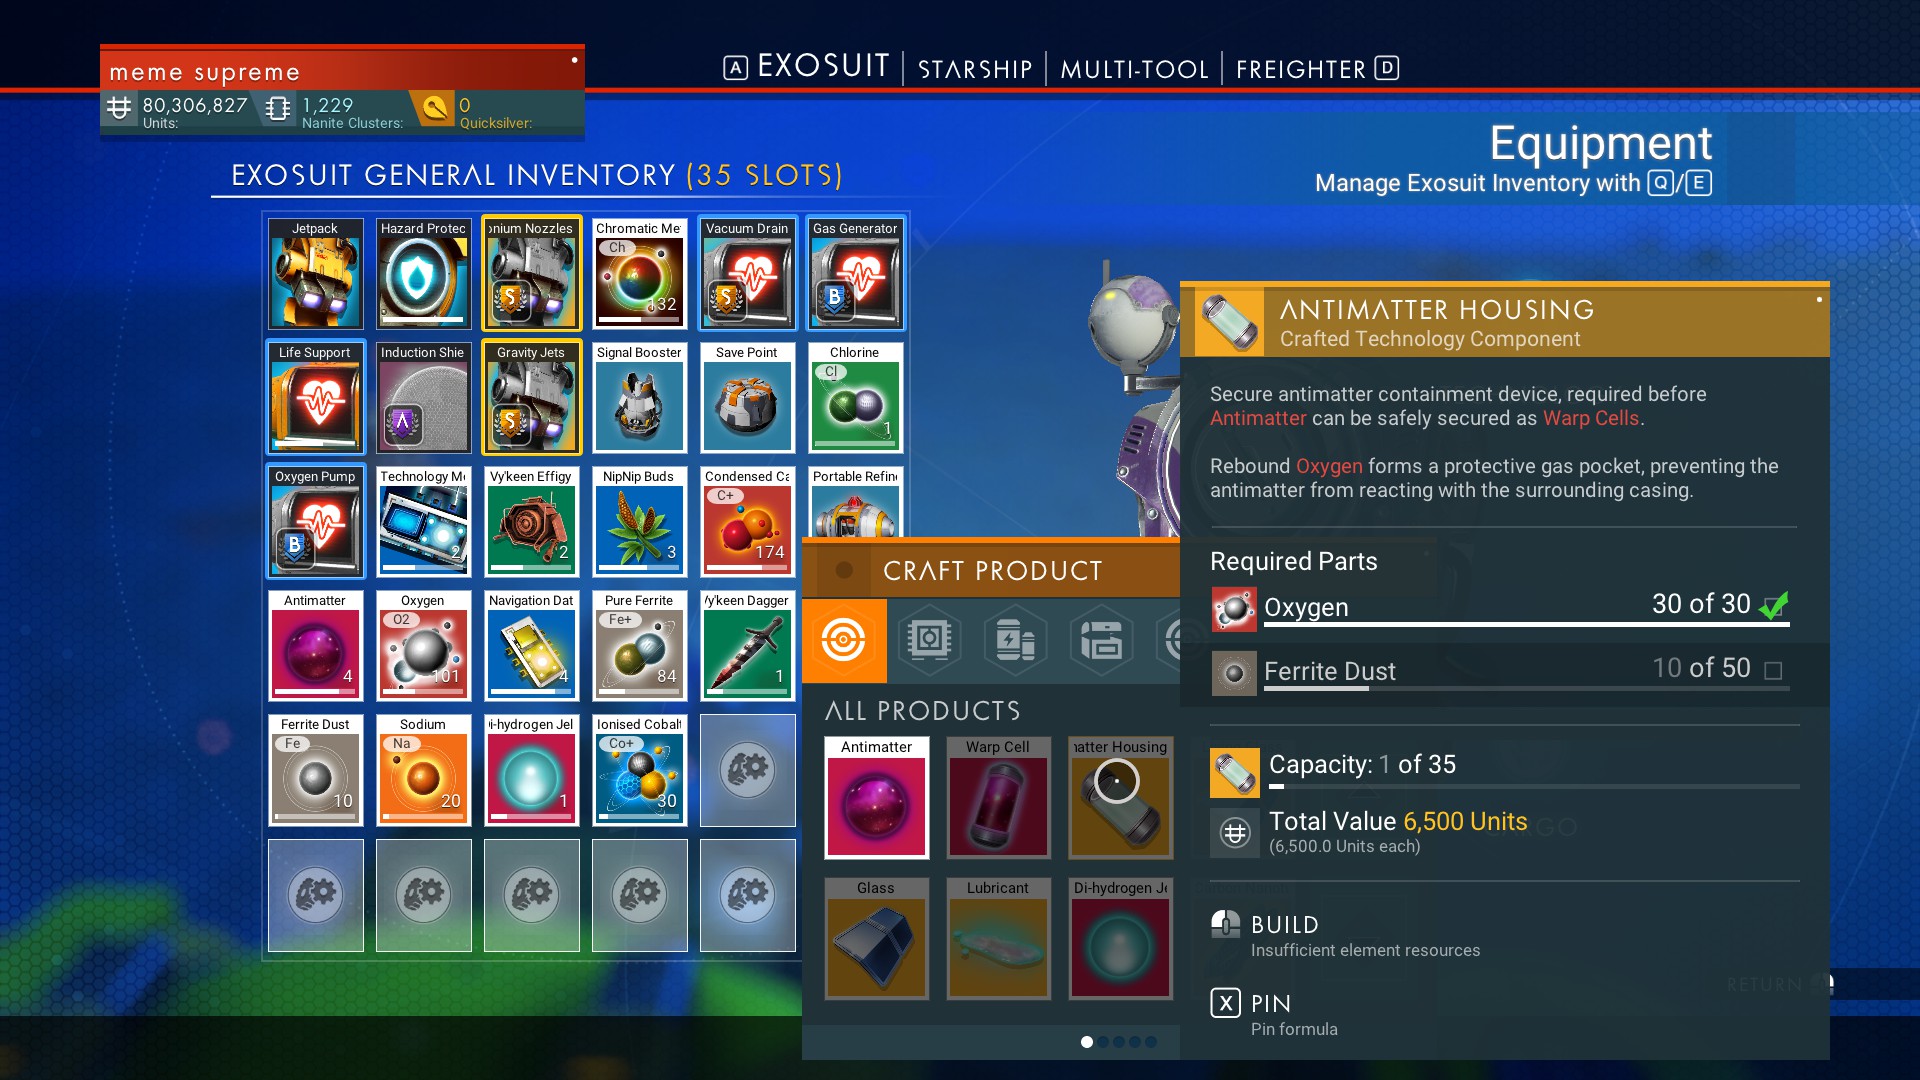 meme supreme
80,306,827
Units:
1,229
Nanite Clusters:
0
Quicksilver:
A EXOSUIT STARSHIP MULTI-TOOL FREIGHTER D
Equipment
Manage Exosuit Inventory with Q/E
EXOSUIT GENERAL INVENTORY (35 SLOTS)
Jetpack Hazard Protec onium Nozzles Chromatic Me Vacuum Drain Gas Generator
Ch
S 132 S B
Life Support Induction Shie Gravity Jets Signal Booster Save Point Chlorine
Cl
A S 1
Oxygen Pump Technology Mo Vy'keen Effigy NipNip Buds Condensed Ca Portable Refine
C+
B 2 2 3 174
Antimatter Oxygen Navigation Dat Pure Ferrite Vy'keen Dagger
O2 Fe+
4 101 4 84 1
Ferrite Dust Sodium Di-hydrogen Jel Ionised Cobalt
Fe Na Co+
10 20 1 30
CRAFT PRODUCT
ALL PRODUCTS
Antimatter Warp Cell matter Housing
Glass Lubricant Di-hydrogen Je
ANTIMATTER HOUSING
Crafted Technology Component
Secure antimatter containment device, required before
Antimatter can be safely secured as Warp Cells.
Rebound Oxygen forms a protective gas pocket, preventing the
antimatter from reacting with the surrounding casing.
Required Parts
Oxygen 30 of 30
Ferrite Dust 10 of 50
Capacity: 1 of 35
Total Value 6,500 Units
(6,500.0 Units each)
BUILD
Insufficient element resources
X PIN
Pin formula
RETURN